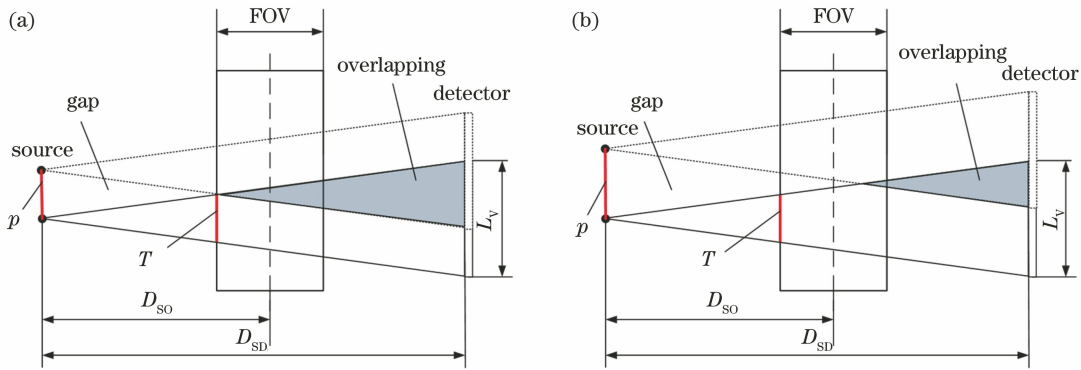 (a)
FOV
overlapping
detector
gap
source
p
T
L_V
D_SO
D_SD
(b)
FOV
overlapping
detector
gap
source
p
T
L_V
D_SO
D_SD